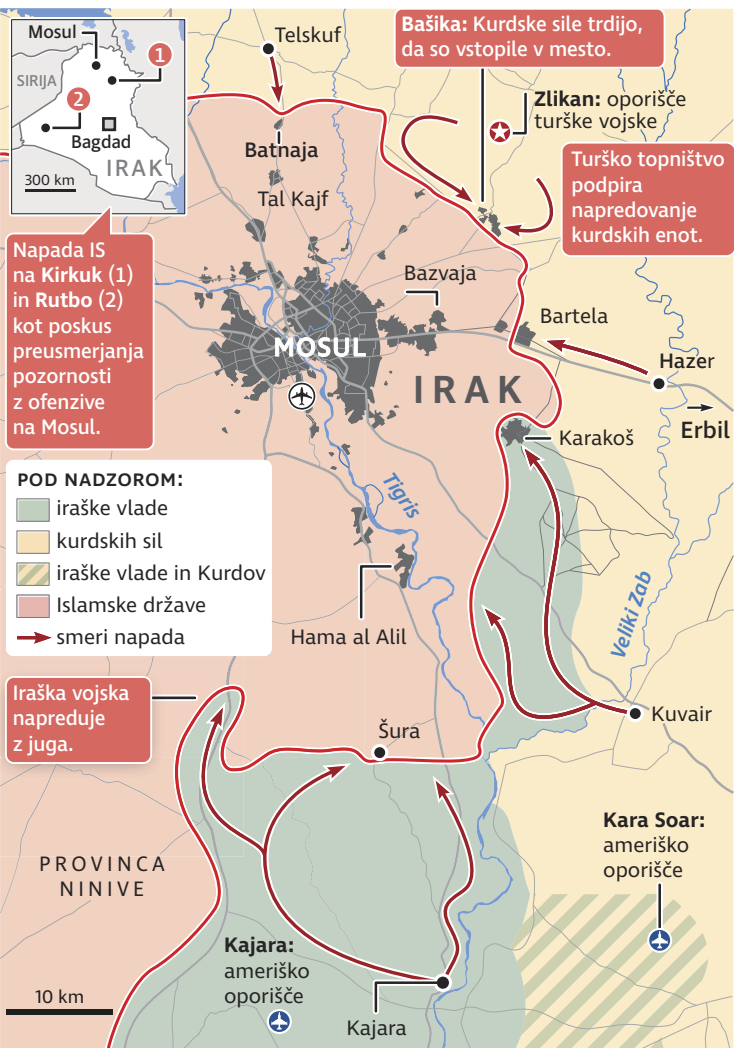 Mosul
1
SIRIJA
2
Bagdad
IRAK
300 km
Telskuf
Bašika: Kurdske sile trdijo,
da so vstopile v mesto.
Zlikan: oporišče
turške vojske
Batnaja
Tal Kajf
Turško topništvo
podpira
napredovanje
kurdskih enot.
Napada IS
na Kirkuk (1)
in Rutbo (2)
kot poskus
preusmerjanja
pozornosti
z ofenzive
na Mosul.
Bazvaja
Bartela
MOSUL
Hazer
IRAK
Erbil
Karakoš
POD NADZOROM:
iraške vlade
kurdskih sil
iraške vlade in Kurdov
Islamske države
smeri napada
Tigris
Hama al Alil
Veliki Zab
Iraška vojska
napreduje
z juga.
Kuvair
Šura
Kara Soar:
ameriško
oporišče
PROVINCA
NINIVE
Kajara:
ameriško
oporišče
10 km
Kajara